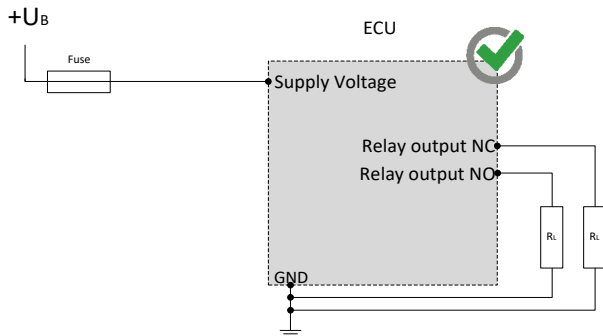 +UB
ECU
Fuse
Supply Voltage
Relay output NC
Relay output NO
RL
RL
GND